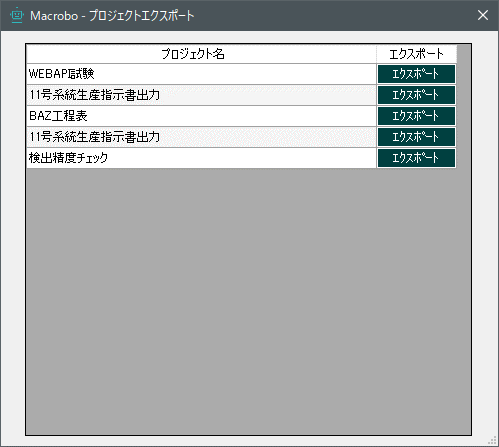 Macrobo - プロジェクトエクスポート
プロジェクト名 エクスポート
WEBAPI試験 エクスポート
11号系統生産指示書出力 エクスポート
BAZ工程表 エクスポート
11号系統生産指示書出力 エクスポート
検出精度チェック エクスポート